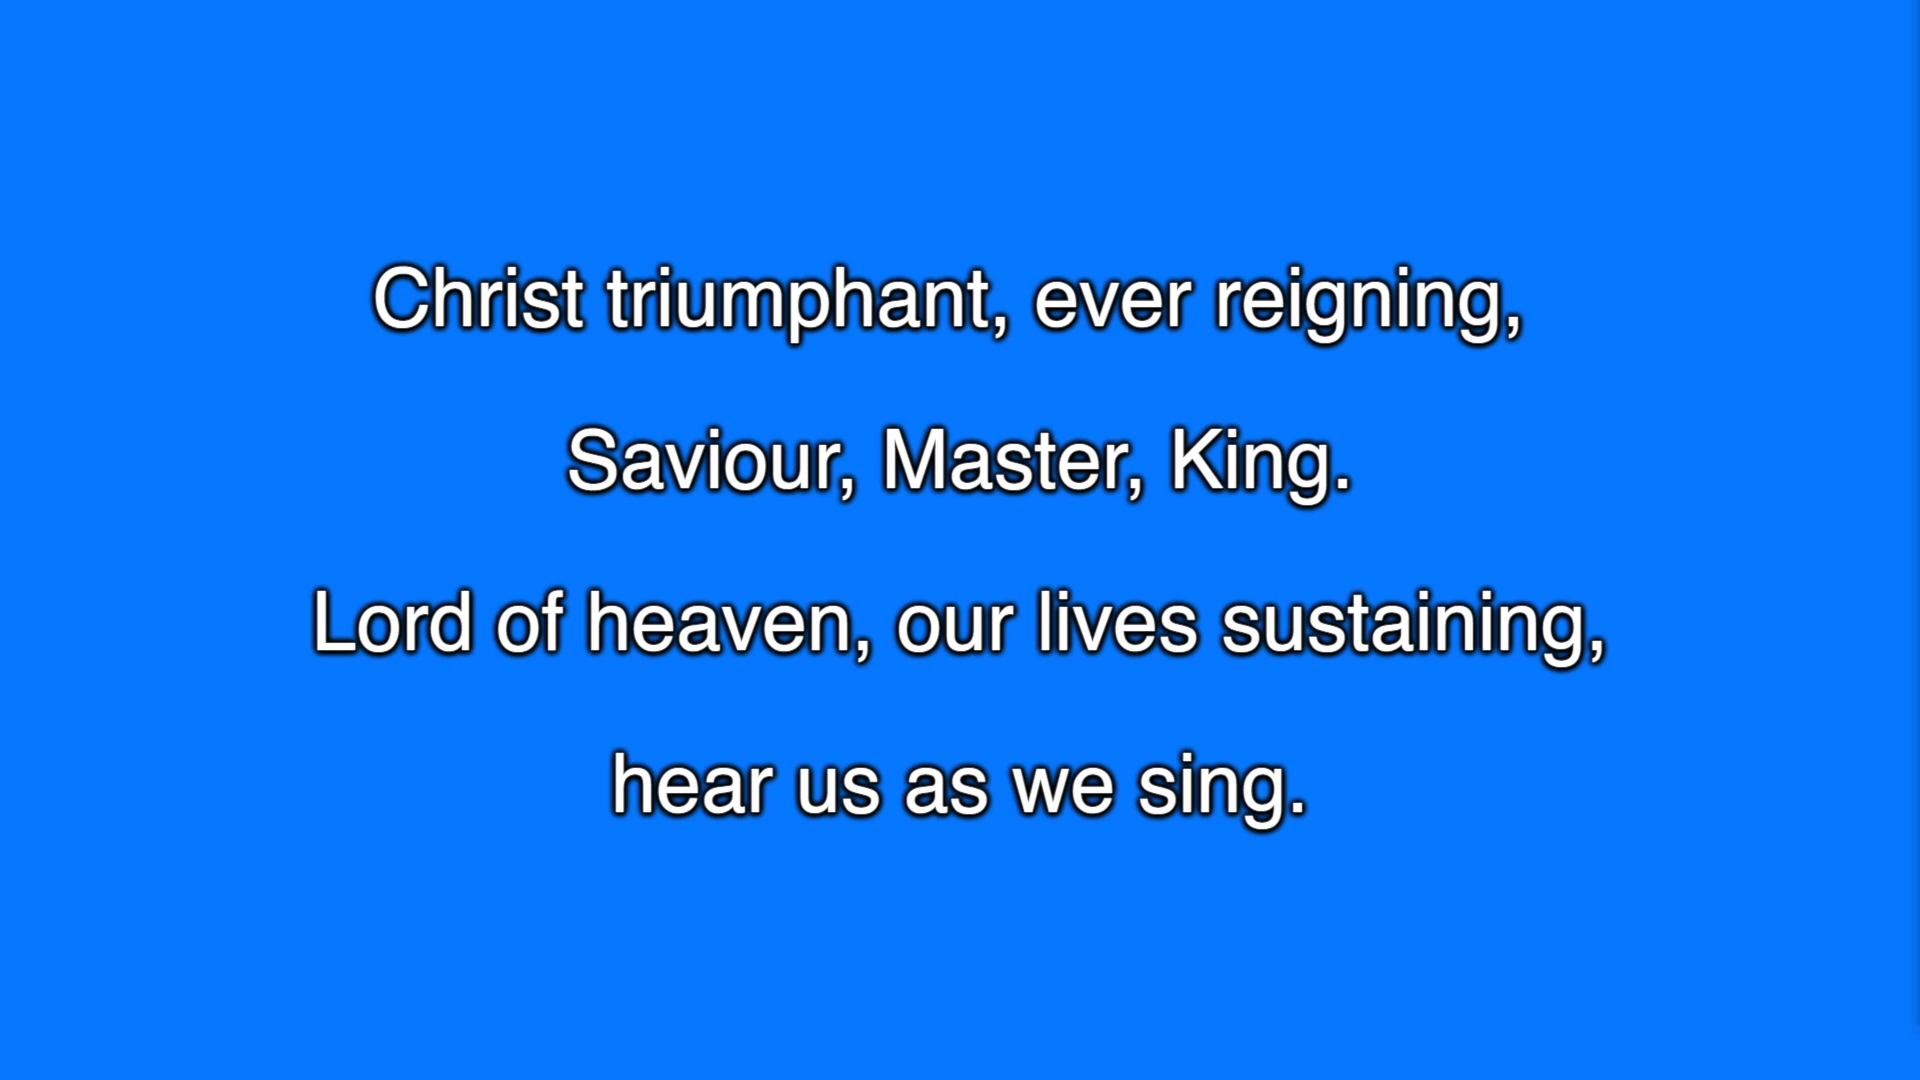 Christ triumphant, ever reigning,
Saviour, Master, King.
Lord of heaven, our lives sustaining,
hear us as we sing.